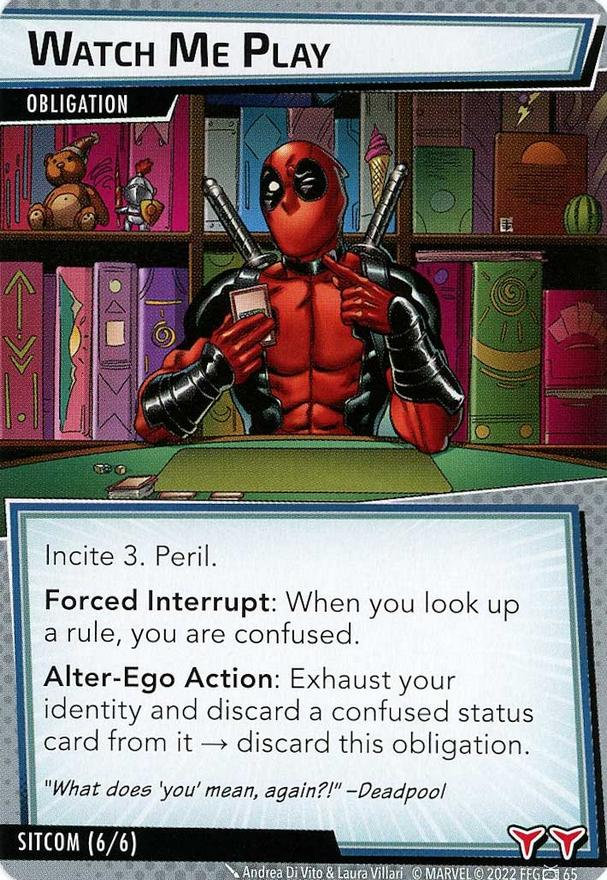 WATCH ME PLAY
OBLIGATION
Incite 3. Peril.
Forced Interrupt: When you look up
a rule, you are confused.
Alter-Ego Action: Exhaust your
identity and discard a confused status
card from it → discard this obligation.
"What does 'you' mean, again?!" –Deadpool
SITCOM (6/6)
Andrea Di Vito & Laura Villari © MARVEL © 2022 FFG 65